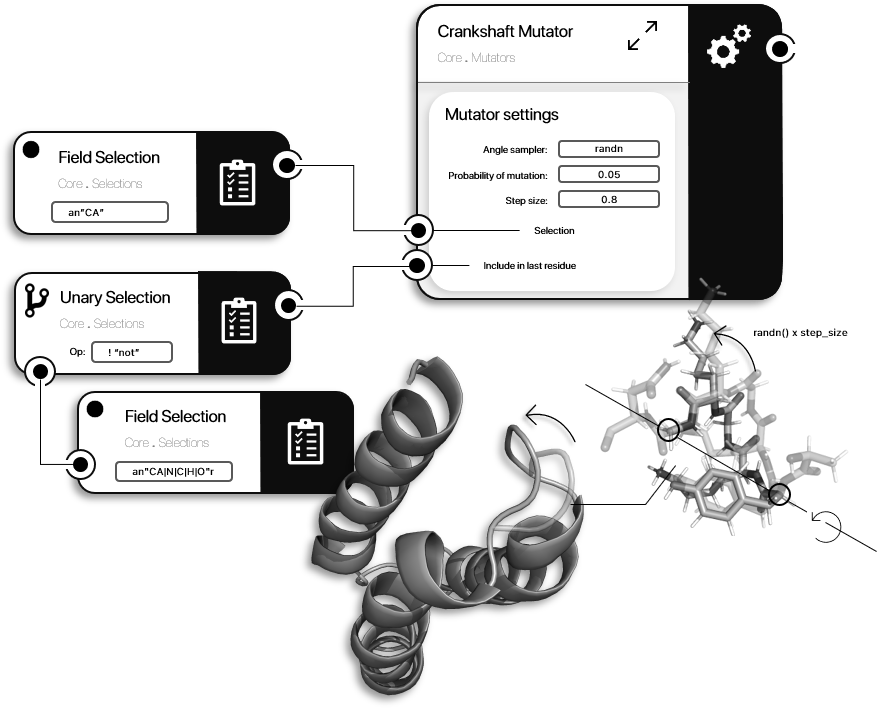 Crankshaft Mutator
Core . Mutators
Mutator settings
Angle sampler: randn
Probability of mutation: 0.05
Step size: 0.8
Selection
Include in last residue
Field Selection
Core . Selections
an"CA"
Unary Selection
Core . Selections
Op: ! "not"
Field Selection
Core . Selections
an"CA|N|C|H|O"r
randn() x step_size